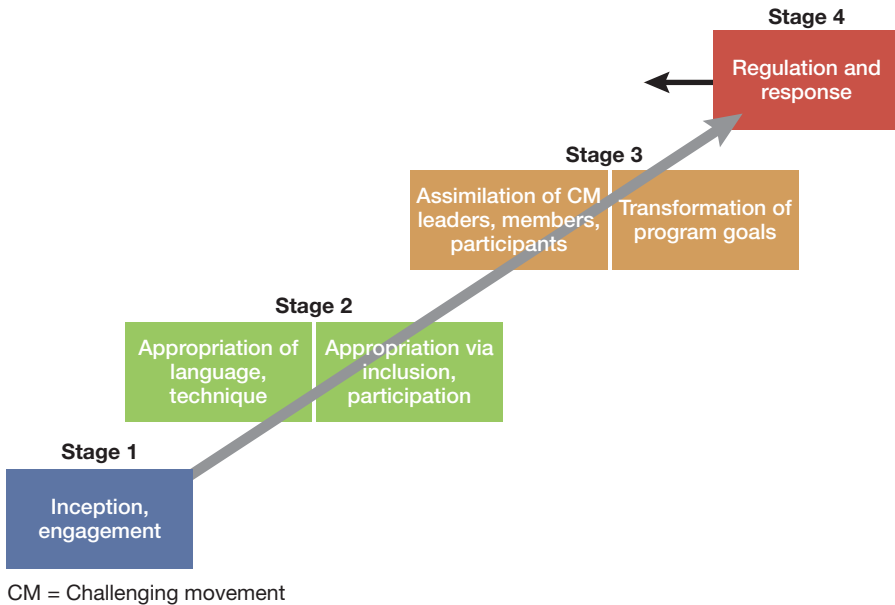 Stage 4
Regulation and
response
Stage 3
Assimilation of CM
leaders, members,
participants
Transformation of
program goals
Stage 2
Appropriation of
language,
technique
Appropriation via
inclusion,
participation
Stage 1
Inception,
engagement
CM = Challenging movement